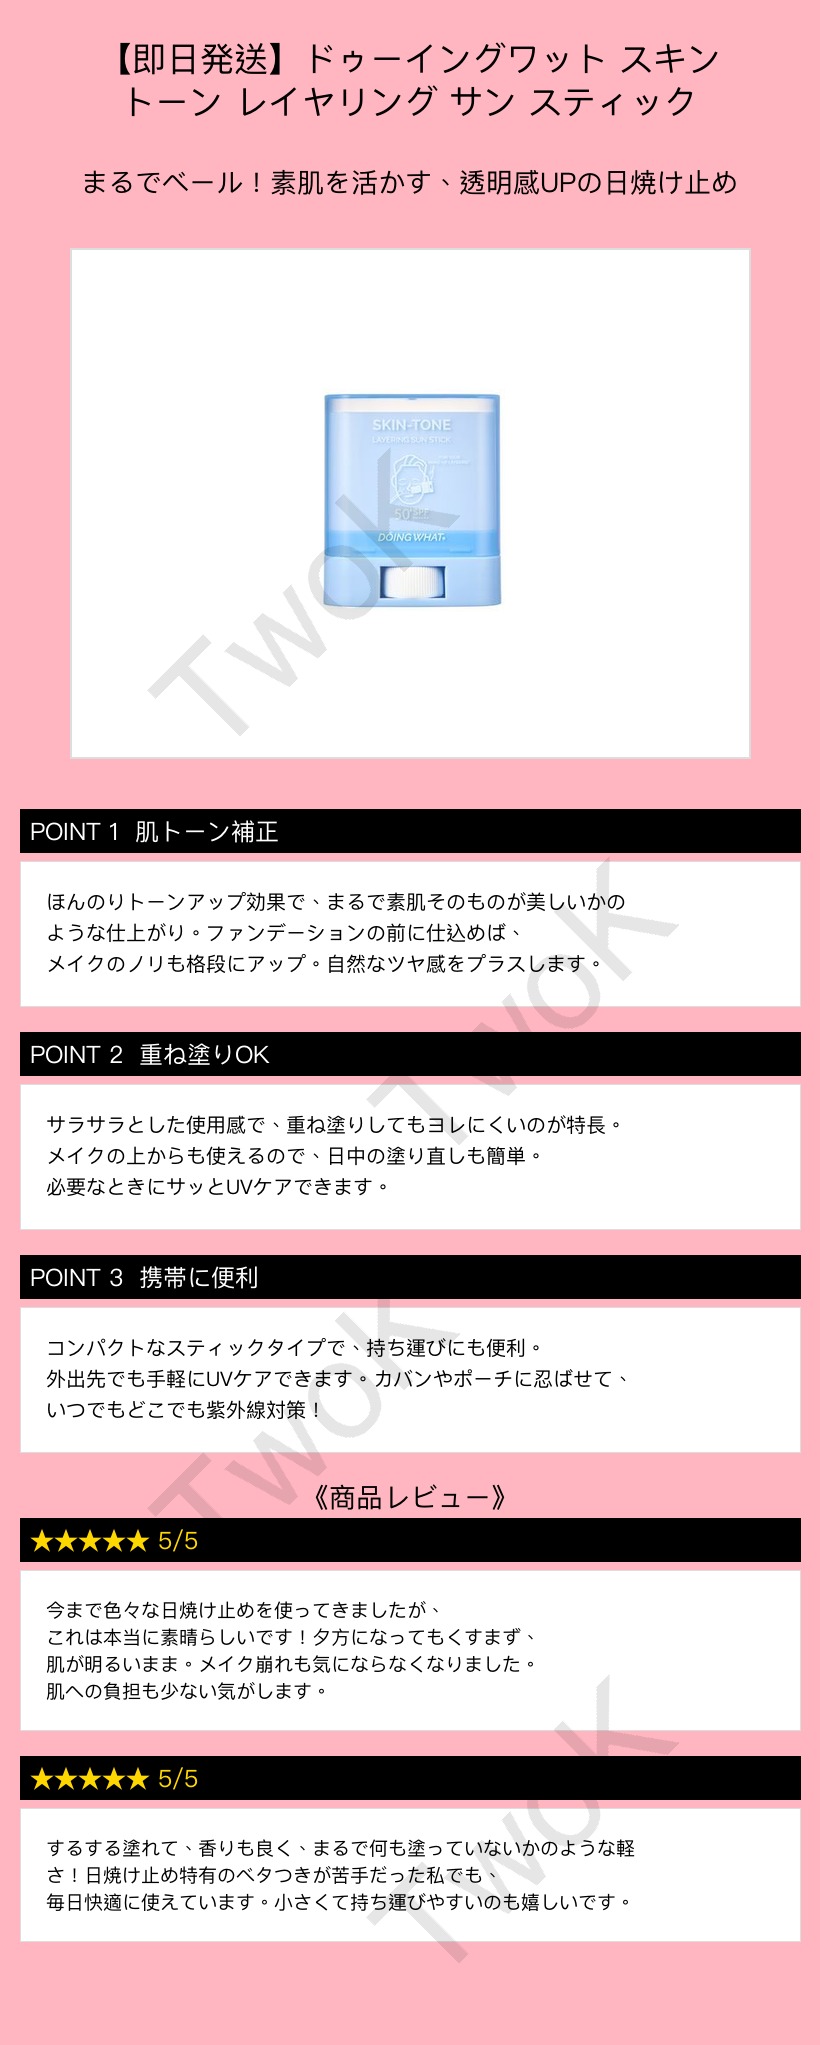 【即日発送】ドゥーイングワット スキン
トーン レイヤリング サン スティック
まるでベール！素肌を活かす、透明感UPの日焼け止め
SKIN-TONE
LAYERING SUN STICK
50+
DOING WHAT.
TwoK
POINT 1 肌トーン補正
ほんのりトーンアップ効果で、まるで素肌そのものが美しいかの
ような仕上がり。ファンデーションの前に仕込めば、
メイクのノリも格段にアップ。自然なツヤ感をプラスします。
TwoK
POINT 2 重ね塗りOK
サラサラとした使用感で、重ね塗りしてもヨレにくいのが特長。
メイクの上からも使えるので、日中の塗り直しも簡単。
必要なときにサッとUVケアできます。
POINT 3 携帯に便利
コンパクトなスティックタイプで、持ち運びにも便利。
外出先でも手軽にUVケアできます。カバンやポーチに忍ばせて、
いつでもどこでも紫外線対策！
TwoK
《商品レビュー》
★★★★★ 5/5
今まで色々な日焼け止めを使ってきましたが、
これは本当に素晴らしいです！夕方になってもくすまず、
肌が明るいまま。メイク崩れも気にならなくなりました。
肌への負担も少ない気がします。
★★★★★ 5/5
するする塗れて、香りも良く、まるで何も塗っていないかのような軽
さ！日焼け止め特有のベタつきが苦手だった私でも、
毎日快適に使えています。小さくて持ち運びやすいのも嬉しいです。
TwoK